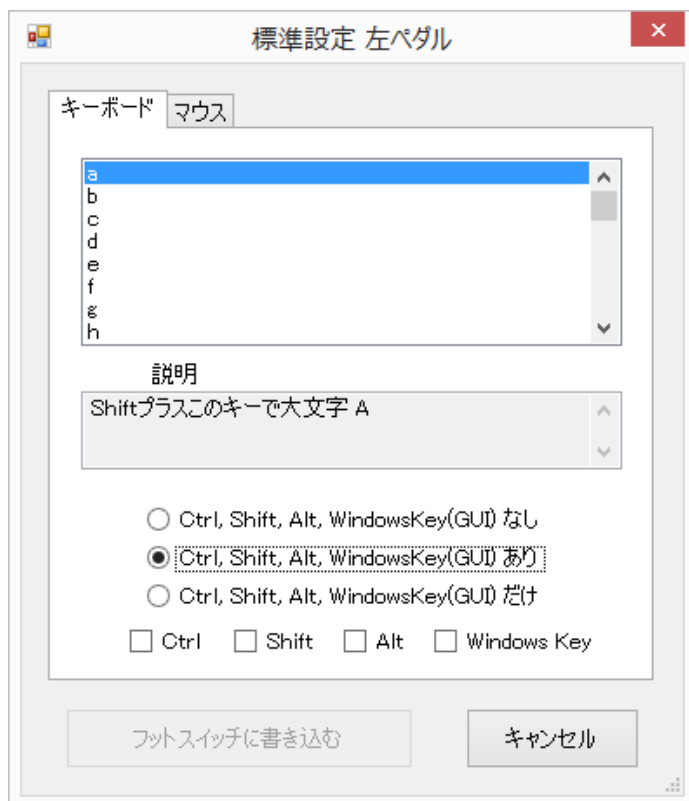 標準設定 左ペダル
キーボード マウス
a
b
c
d
e
f
g
h
説明
Shiftプラスこのキーで大文字 A
Ctrl, Shift, Alt, WindowsKey(GUI) なし
Ctrl, Shift, Alt, WindowsKey(GUI) あり
Ctrl, Shift, Alt, WindowsKey(GUI) だけ
Ctrl Shift Alt Windows Key
フットスイッチに書き込む キャンセル